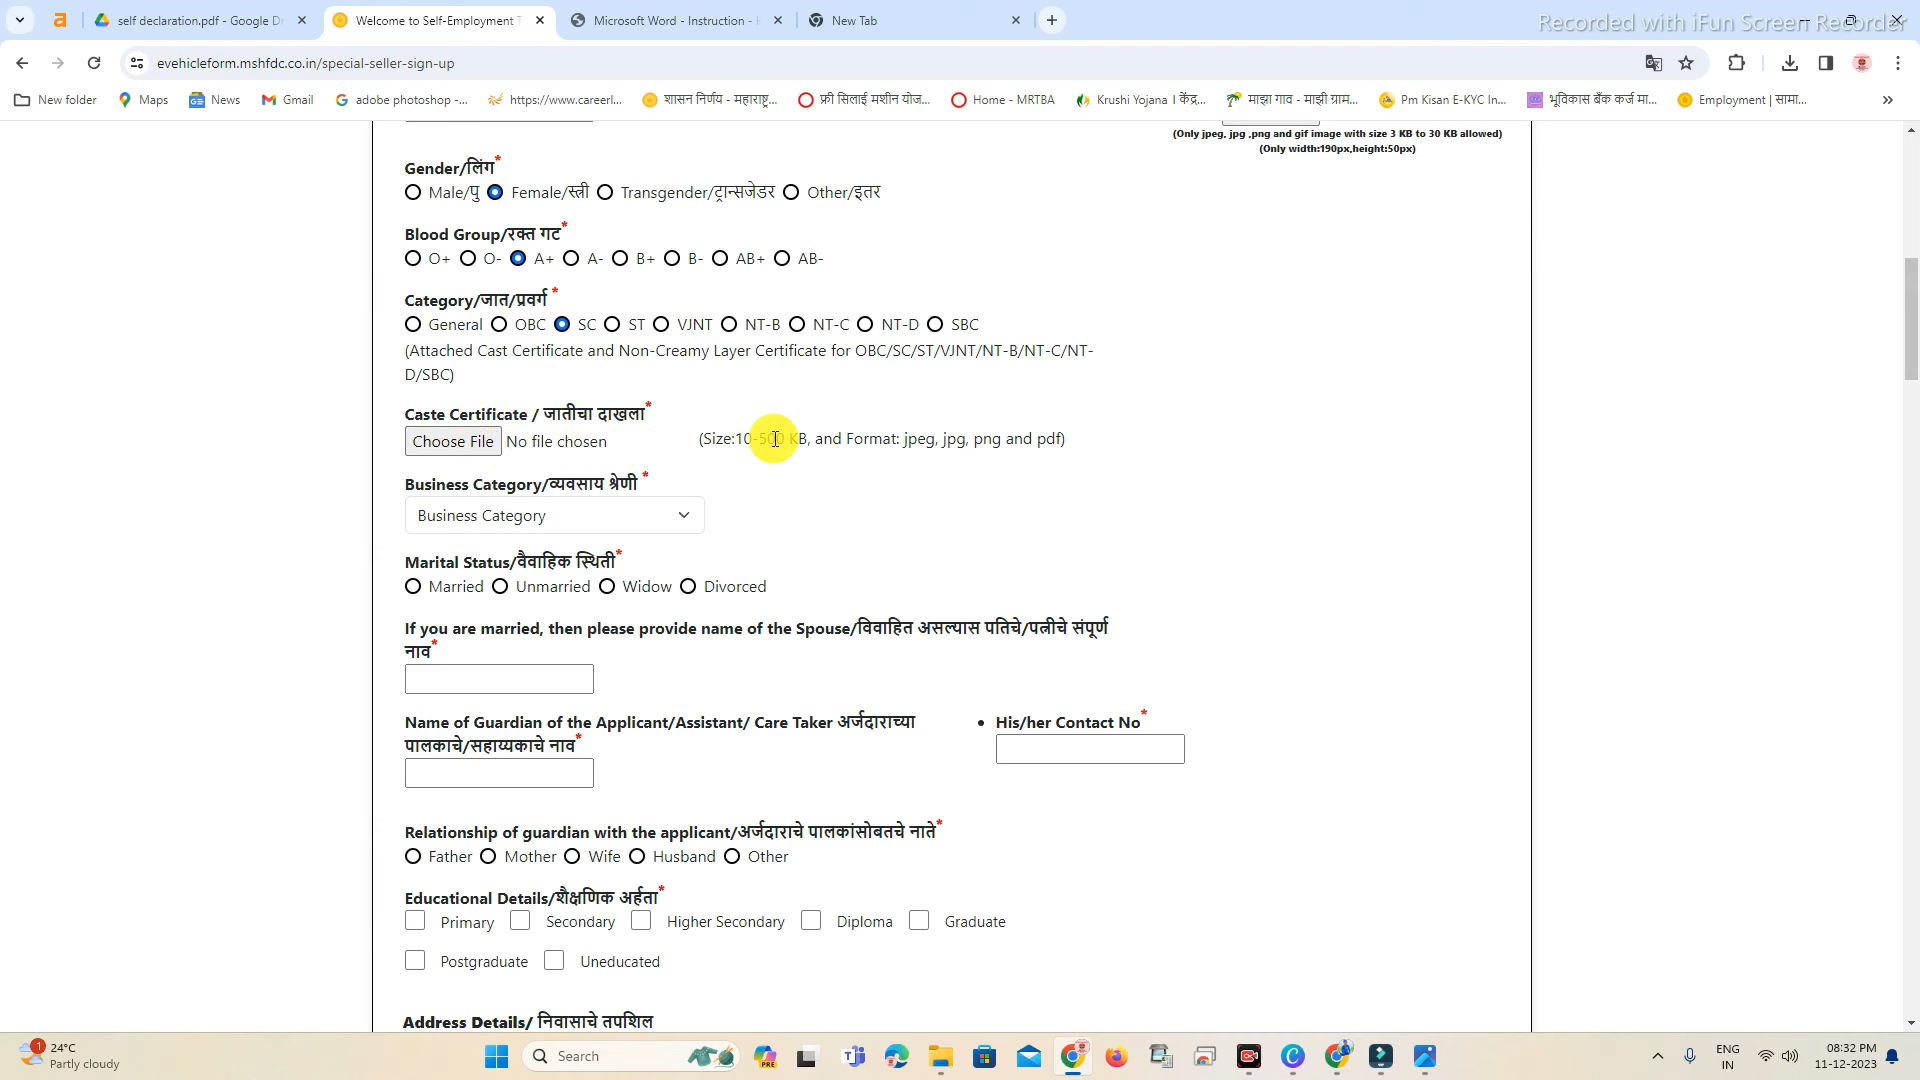 self declaration.pdf - Google Dr
Welcome to Self-Employment T
Microsoft Word - Instruction - H
New Tab
Recorded with iFun Screen Recorder
evehicleform.mshfdc.co.in/special-seller-sign-up
New folder
Maps
News
Gmail
adobe photoshop -...
https://www.careerl...
शासन निर्णय - महाराष्ट्र...
फ्री सिलाई मशीन योज...
Home - MRTBA
Krushi Yojana । केंद्र...
माझा गाव - माझी ग्राम...
Pm Kisan E-KYC In...
भूविकास बँक कर्ज मा...
Employment | सामा...
(Only jpeg, jpg ,png and gif image with size 3 KB to 30 KB allowed)
(Only width:190px,height:50px)
Gender/लिंग*
Male/पु Female/स्त्री Transgender/ट्रान्सजेडर Other/इतर
Blood Group/रक्त गट*
O+ O- A+ A- B+ B- AB+ AB-
Category/जात/प्रवर्ग *
General OBC SC ST VJNT NT-B NT-C NT-D SBC
(Attached Cast Certificate and Non-Creamy Layer Certificate for OBC/SC/ST/VJNT/NT-B/NT-C/NT-
D/SBC)
Caste Certificate / जातीचा दाखला*
Choose File No file chosen (Size:10-500 KB, and Format: jpeg, jpg, png and pdf)
Business Category/व्यवसाय श्रेणी *
Business Category
Marital Status/वैवाहिक स्थिती*
Married Unmarried Widow Divorced
If you are married, then please provide name of the Spouse/विवाहित असल्यास पतिचे/पत्नीचे संपूर्ण
नाव*
Name of Guardian of the Applicant/Assistant/ Care Taker अर्जदाराच्या
पालकाचे/सहाय्यकाचे नाव*
• His/her Contact No*
Relationship of guardian with the applicant/अर्जदाराचे पालकांसोबतचे नाते*
Father Mother Wife Husband Other
Educational Details/शैक्षणिक अर्हता*
Primary Secondary Higher Secondary Diploma Graduate
Postgraduate Uneducated
Address Details/ निवासाचे तपशिल
1
24°C
Partly cloudy
Search
PRE
ENG
IN
08:32 PM
11-12-2023